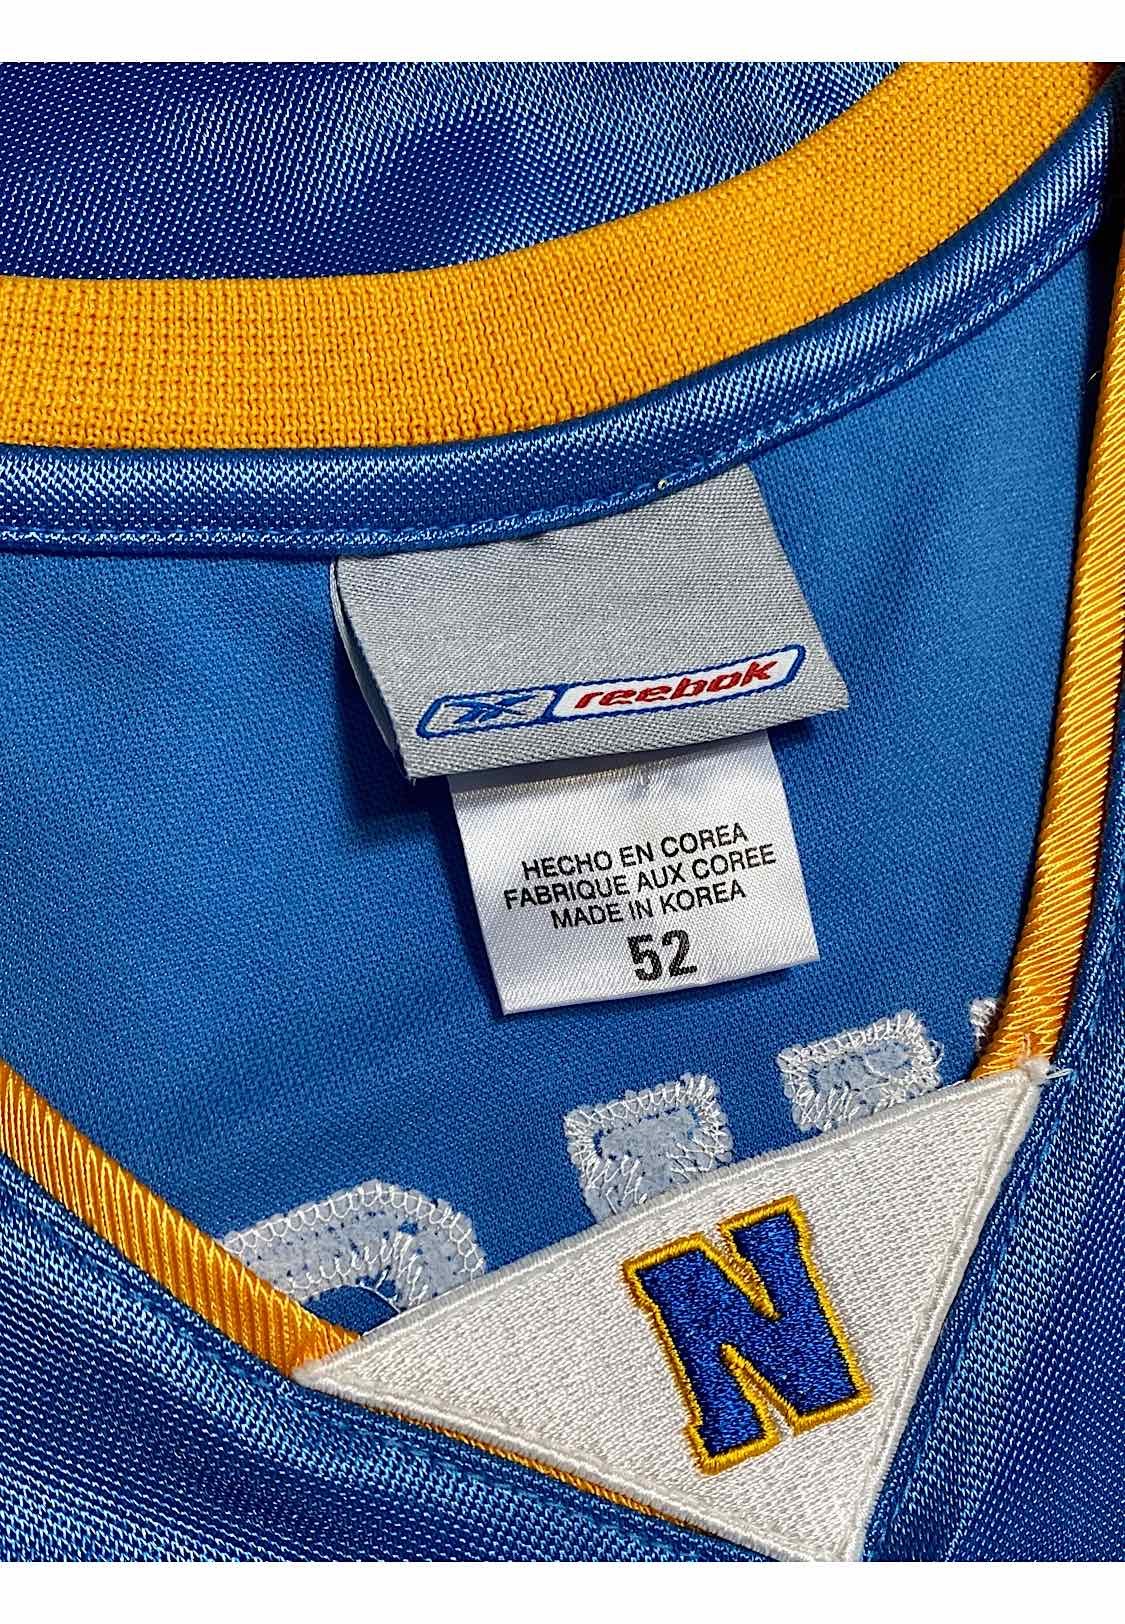 reebok
HECHO EN COREA
FABRIQUE AUX COREE
MADE IN KOREA
52
N